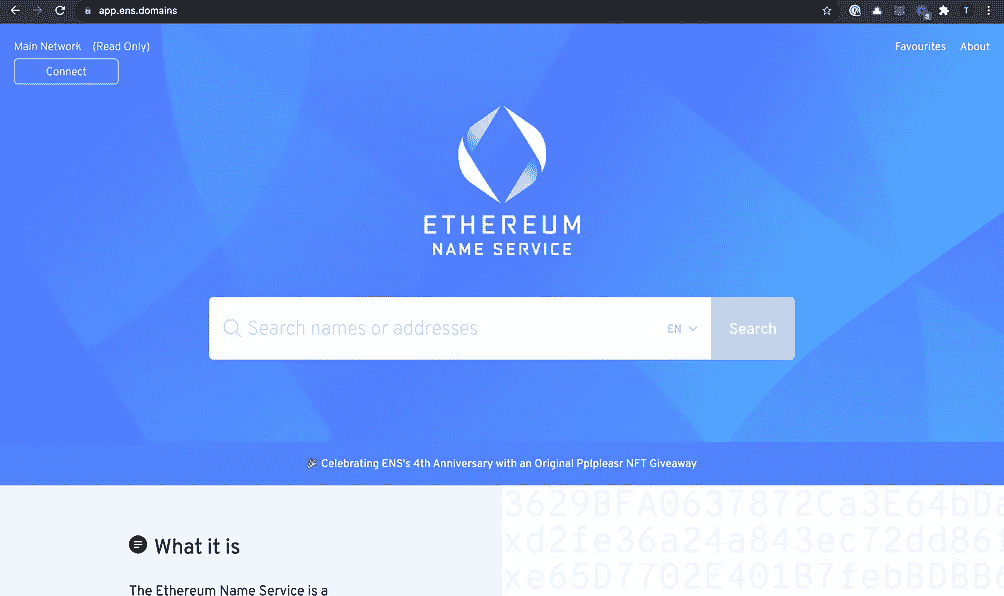 app.ens.domains
Main Network (Read Only)
Favourites About
Connect
ETHEREUM
NAME SERVICE
Search names or addresses EN Search
Celebrating ENS's 4th Anniversary with an Original Pplpleasr NFT Giveaway
3629BFA0637872Ca3E64bDa
xd2fe36a24a843ec72dd86f
xe65D7702E401B7febBDBB6
What it is
The Ethereum Name Service is a